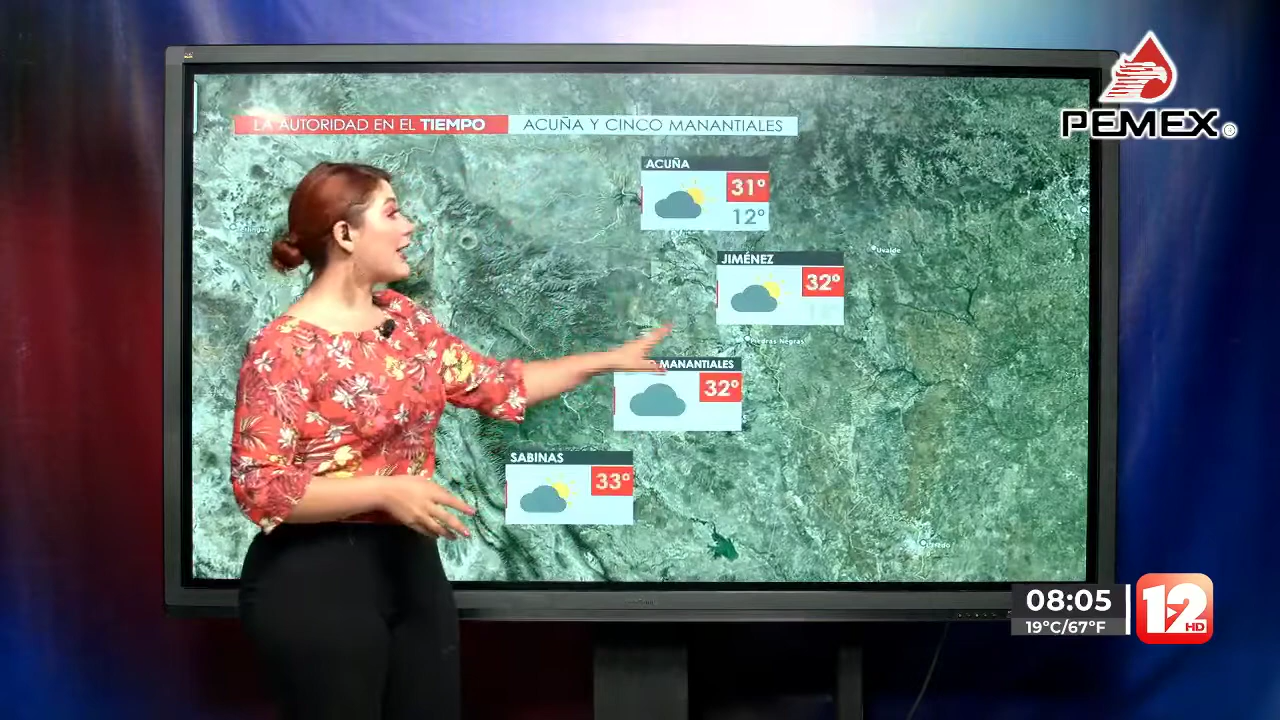 PEMEX®
LA AUTORIDAD EN EL TIEMPO
ACUÑA Y CINCO MANANTIALES
ACUÑA
31°
12°
Uvalde
JIMÉNEZ
32°
Piedras Negras
MANANTIALES
32°
SABINAS
33°
08:05
19°C/67°F
12
HD